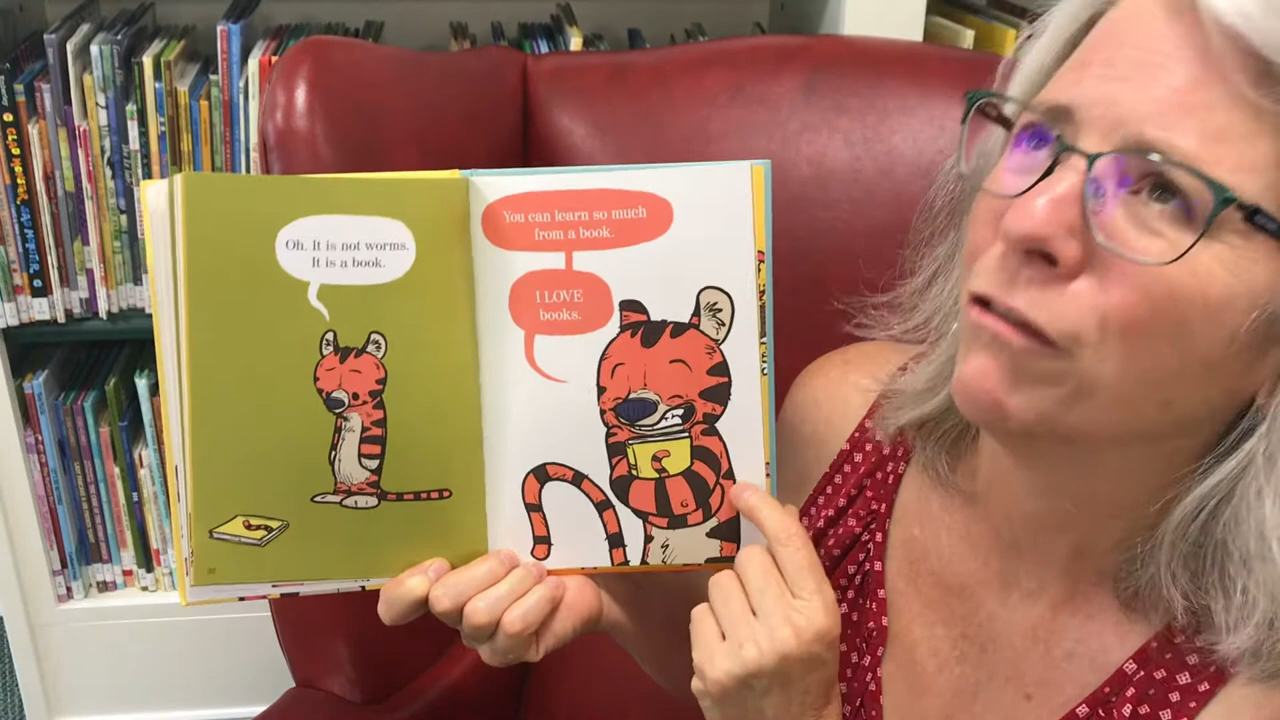 Oh. It is not worms.
It is a book.
You can learn so much
from a book.
I LOVE
books.
G